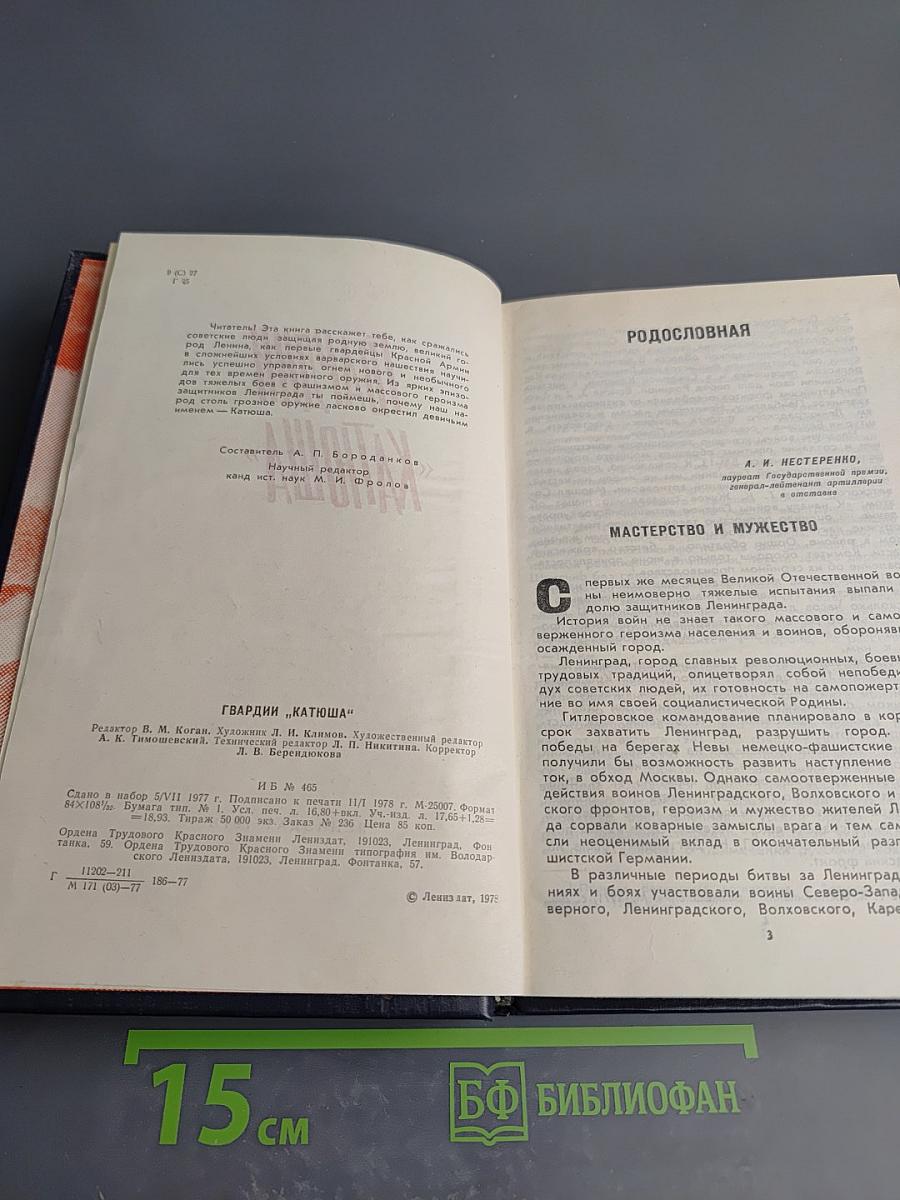 9 (С) 27
Г 25
Читатель! Эта книга расскажет тебе, как сражались
советские люди защищая родную землю, великий го-
род Ленина, как первые гвардейцы Красной Армии
в сложнейших условиях варварского нашествия научи-
лись успешно управлять огнем нового и необычного
для тех времен реактивного оружия. Из ярких эпизо-
дов тяжелых боев с фашизмом и массового героизма
защитников Ленинграда ты поймешь, почему наш на-
род столь грозное оружие ласково окрестил девичьим
именем — Катюша.
Составитель А. П. Бороданков
Научный редактор
канд ист. наук М. И. Фролов
ГВАРДИИ „КАТЮША“
Редактор В. М. Коган. Художник Л. И. Климов. Художественный редактор
А. К. Тимошевский. Технический редактор Л. П. Никитина. Корректор
Л. В. Берендюкова
ИБ № 465
Сдано в набор 5/VII 1977 г. Подписано к печати 11/I 1978 г. М-25007. Формат
84×108¹/₃₂. Бумага тип. № 1. Усл. печ. л. 16,80+вкл. Уч.-изд. л. 17,65+1,28=
=18,93. Тираж 50 000 экз. Заказ № 236 Цена 85 коп.
Ордена Трудового Красного Знамени Лениздат, 191023, Ленинград, Фон
танка, 59. Ордена Трудового Красного Знамени типография им. Володар-
ского Лениздата, 191023, Ленинград. Фонтанка, 57.
Г 11202—211
М 171 (03)—77 186—77
© Лениздат, 1978
РОДОСЛОВНАЯ
А. И. НЕСТЕРЕНКО,
лауреат Государственной премии,
генерал-лейтенант артиллерии
в отставке
МАСТЕРСТВО И МУЖЕСТВО
С первых же месяцев Великой Отечественной вой
ны неимоверно тяжелые испытания выпали
долю защитников Ленинграда.
История войн не знает такого массового и само
верженного героизма населения и воинов, обороняв
осажденный город.
Ленинград, город славных революционных, боев
трудовых традиций, олицетворял собой непобеди
дух советских людей, их готовность на самопожерт
ние во имя своей социалистической Родины.
Гитлеровское командование планировало в кор
срок захватить Ленинград, разрушить город.
победы на берегах Невы немецко-фашистские
получили бы возможность развить наступление
ток, в обход Москвы. Однако самоотверженные
действия воинов Ленинградского, Волховского и
ского фронтов, героизм и мужество жителей Л
да сорвали коварные замыслы врага и тем сам
сли неоценимый вклад в окончательный разг
шистской Германии.
В различные периоды битвы за Ленинград
ниях и боях участвовали воины Северо-Запа
верного, Ленинградского, Волховского, Каре
3
15 см
БФ БИБЛИОФАН